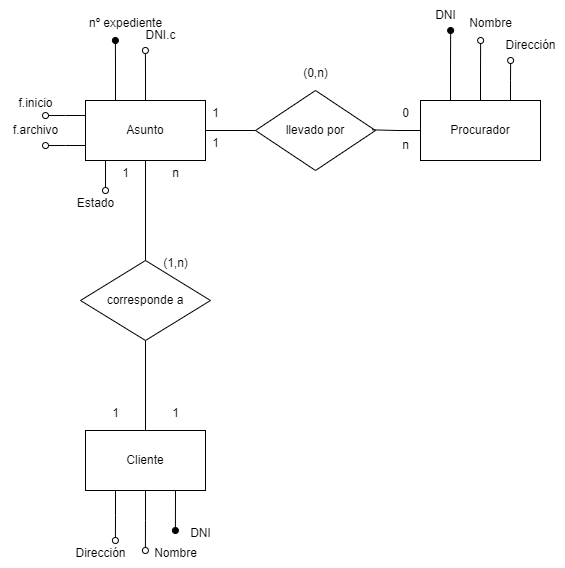 nº expediente
DNI.c
DNI
Nombre
Dirección
f.inicio
f.archivo
Asunto
1
1
(0,n)
llevado por
0
n
Procurador
1
n
Estado
(1,n)
corresponde a
1
1
Cliente
Dirección
Nombre
DNI